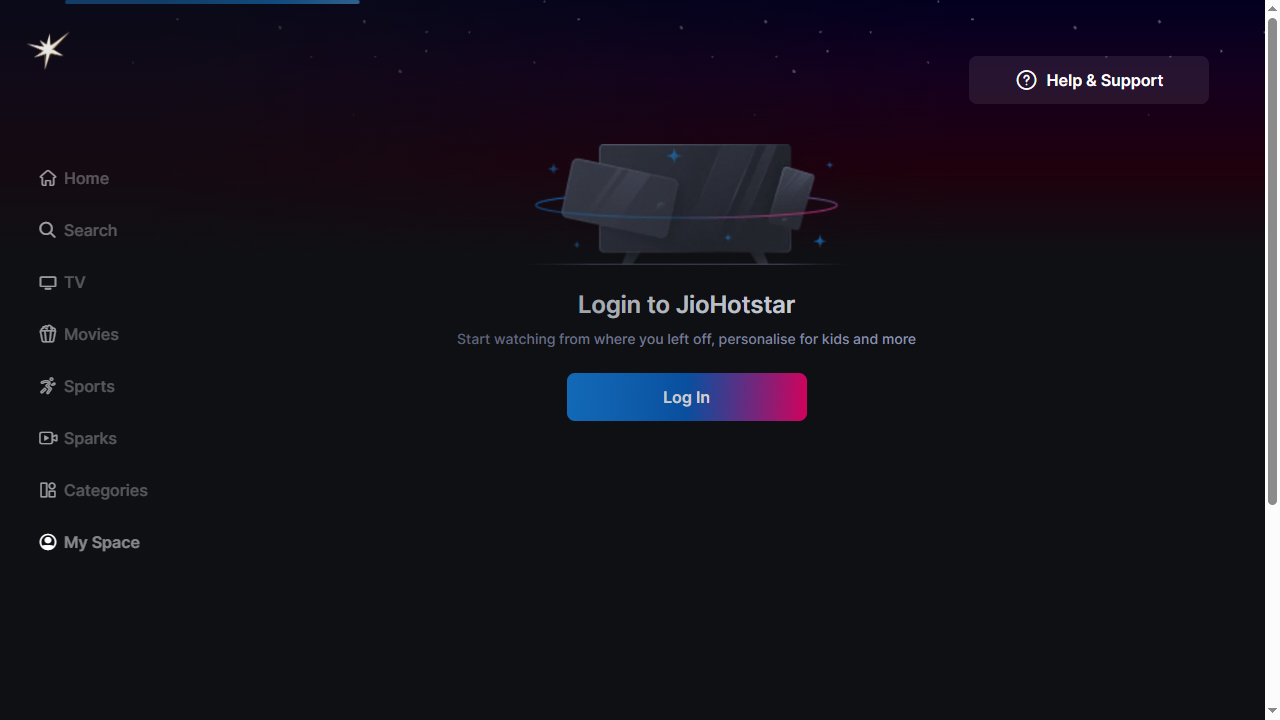 Help & Support
Home
Search
TV
Movies
Sports
Sparks
Categories
My Space
Login to JioHotstar
Start watching from where you left off, personalise for kids and more
Log In